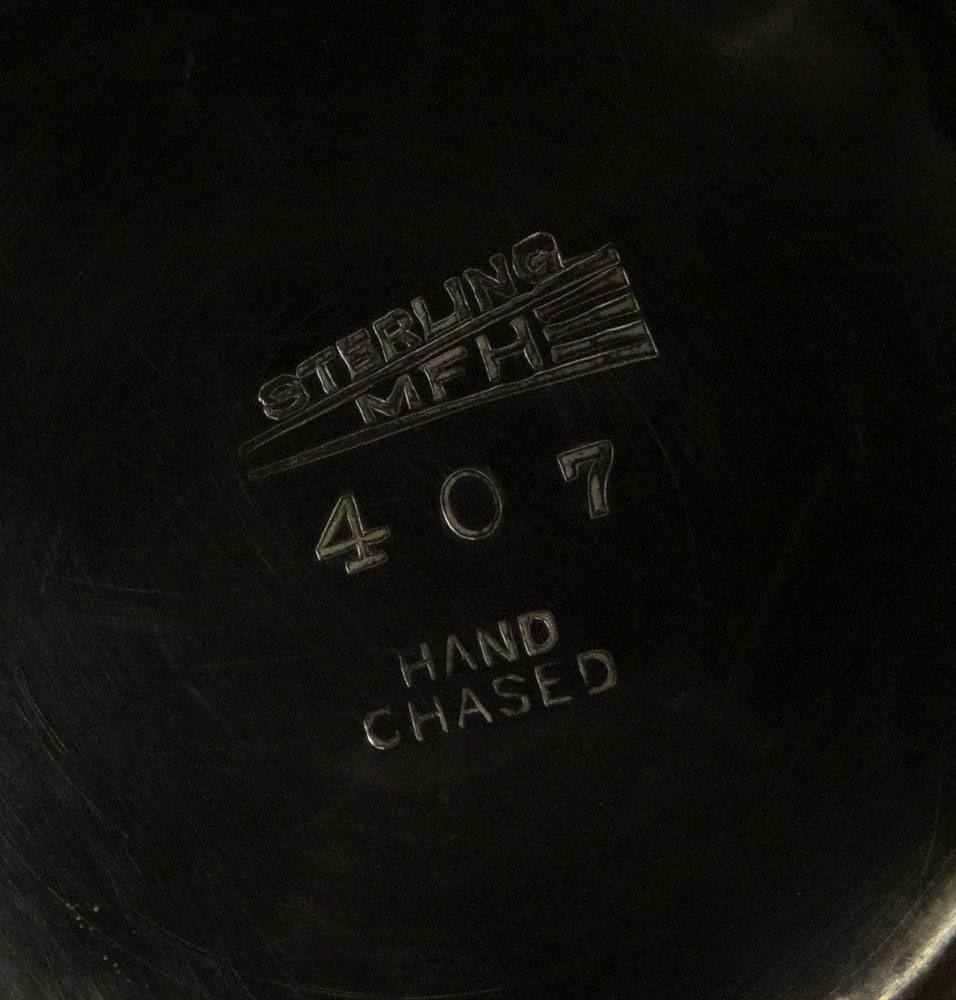 STERLING
MFH
407
HAND
CHASED